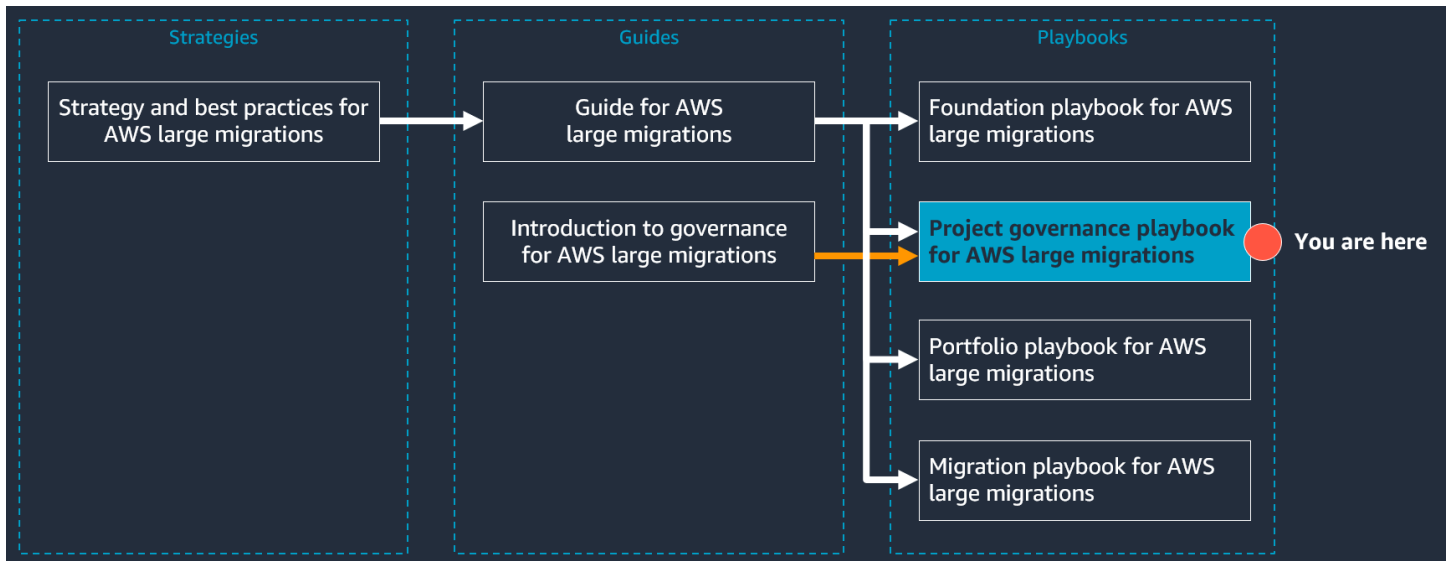 Strategies
Strategy and best practices for
AWS large migrations
Guides
Guide for AWS
large migrations
Introduction to governance
for AWS large migrations
Playbooks
Foundation playbook for AWS
large migrations
Project governance playbook
for AWS large migrations
You are here
Portfolio playbook for AWS
large migrations
Migration playbook for AWS
large migrations